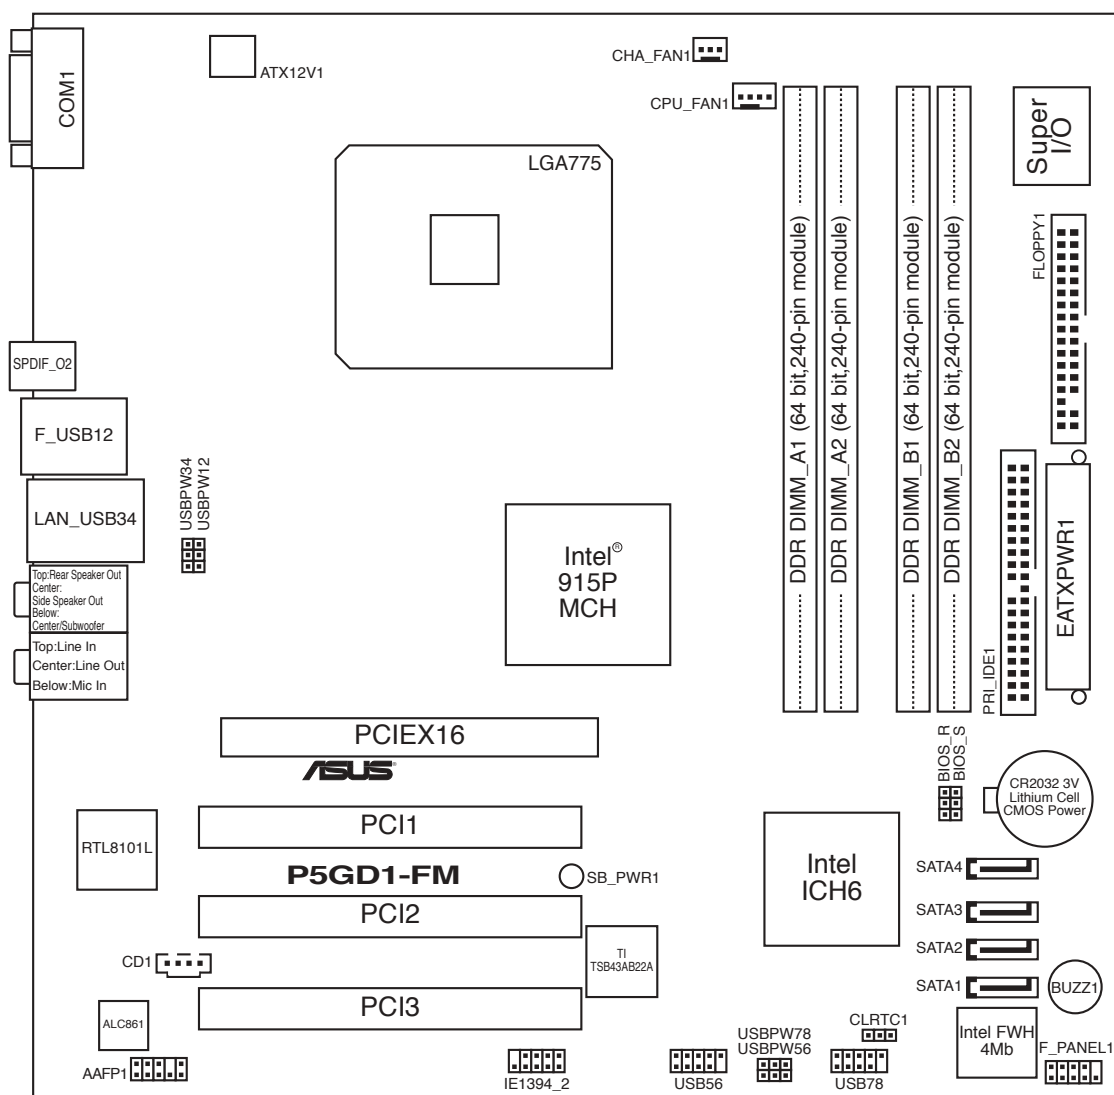 COM1
ATX12V1
CHA_FAN1
CPU_FAN1
LGA775
Super
I/O
FLOPPY1
DDR DIMM_A1 (64 bit,240-pin module)
DDR DIMM_A2 (64 bit,240-pin module)
DDR DIMM_B1 (64 bit,240-pin module)
DDR DIMM_B2 (64 bit,240-pin module)
SPDIF_O2
F_USB12
LAN_USB34
USBPW34
USBPW12
Top:Rear Speaker Out
Center:
Side Speaker Out
Below:
Center/Subwoofer
Top:Line In
Center:Line Out
Below:Mic In
Intel®
915P
MCH
EATXPWR1
PRI_IDE1
PCIEX16
ASUS®
BIOS_R
BIOS_S
CR2032 3V
Lithium Cell
CMOS Power
RTL8101L
PCI1
P5GD1-FM
SB_PWR1
Intel
ICH6
SATA4
SATA3
SATA2
SATA1
PCI2
TI
TSB43AB22A
CD1
BUZZ1
PCI3
ALC861
AAFP1
IE1394_2
USB56
USBPW78
USBPW56
CLRTC1
USB78
Intel FWH
4Mb
F_PANEL1